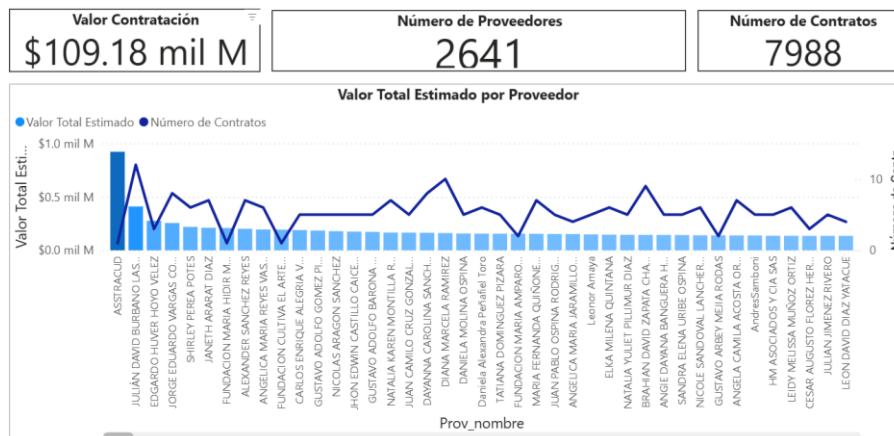 Valor Contratación
$109.18 mil M
Número de Proveedores
2641
Número de Contratos
7988
Valor Total Estimado por Proveedor
Valor Total Estimado
Número de Contratos
Valor Total Esti...
$1.0 mil M
$0.5 mil M
$0.0 mil M
10
0
ASSTRACUD
JULIÁN DAVID BURBANO LAS...
EDGARDO HUVER HOYO VELEZ
JORGE EDUARDO VARGAS CO...
SHIRLEY PEREA POTES
JANETH ARARAT DIAZ
FUNDACION MARIA HIDIR M...
ALEXANDER SANCHEZ REYES
ANGELICA MARIA REYES VAS...
FUNDACION CULTIVA EL ARTE...
CARLOS ENRIQUE ALEGRIA V...
GUSTAVO ADOLFO GOMEZ PI...
NICOLAS ARAGON SANCHEZ
JHON EDWIN CASTILLO CAICE...
GUSTAVO ADOLFO BARONA ...
NATALIA KAREN MONTILLA R...
JUAN CAMILO CRUZ GONZAL...
DAYANNA CAROLINA SANCH...
DIANA MARCELA RAMIREZ
DANIELA MOLINA OSPINA
Daniela Alexandra Peñafiel Toro
TATIANA DOMINGUEZ PIZARA
FUNDACION MARIA AMPARO...
MARIA FERNANDA QUIÑONE...
JUAN PABLO OSPINA RODRIG...
ANGELICA MARIA JARAMILLO...
Leonor Amaya
ELKA MILENA QUINTANA
NATALIA YULIET PILLIMUR DIAZ
BRAHIAN DAVID ZAPATA CHA...
ANGIE DAYANA BANGUERA H...
SANDRA ELENA URIBE OSPINA
NICOLE SANDOVAL LANCHER...
GUSTAVO ARBEY MEJIA RODAS
ANGELA CAMILA ACOSTA OR...
AndresSamboni
HM ASOCIADOS Y CIA SAS
LEIDY MELISSA MUÑOZ ORTIZ
CESAR AUGUSTO FLOREZ HER...
JULIAN JIMENEZ RIVERO
LEON DAVID DIAZ YATACUE
Prov_nombre